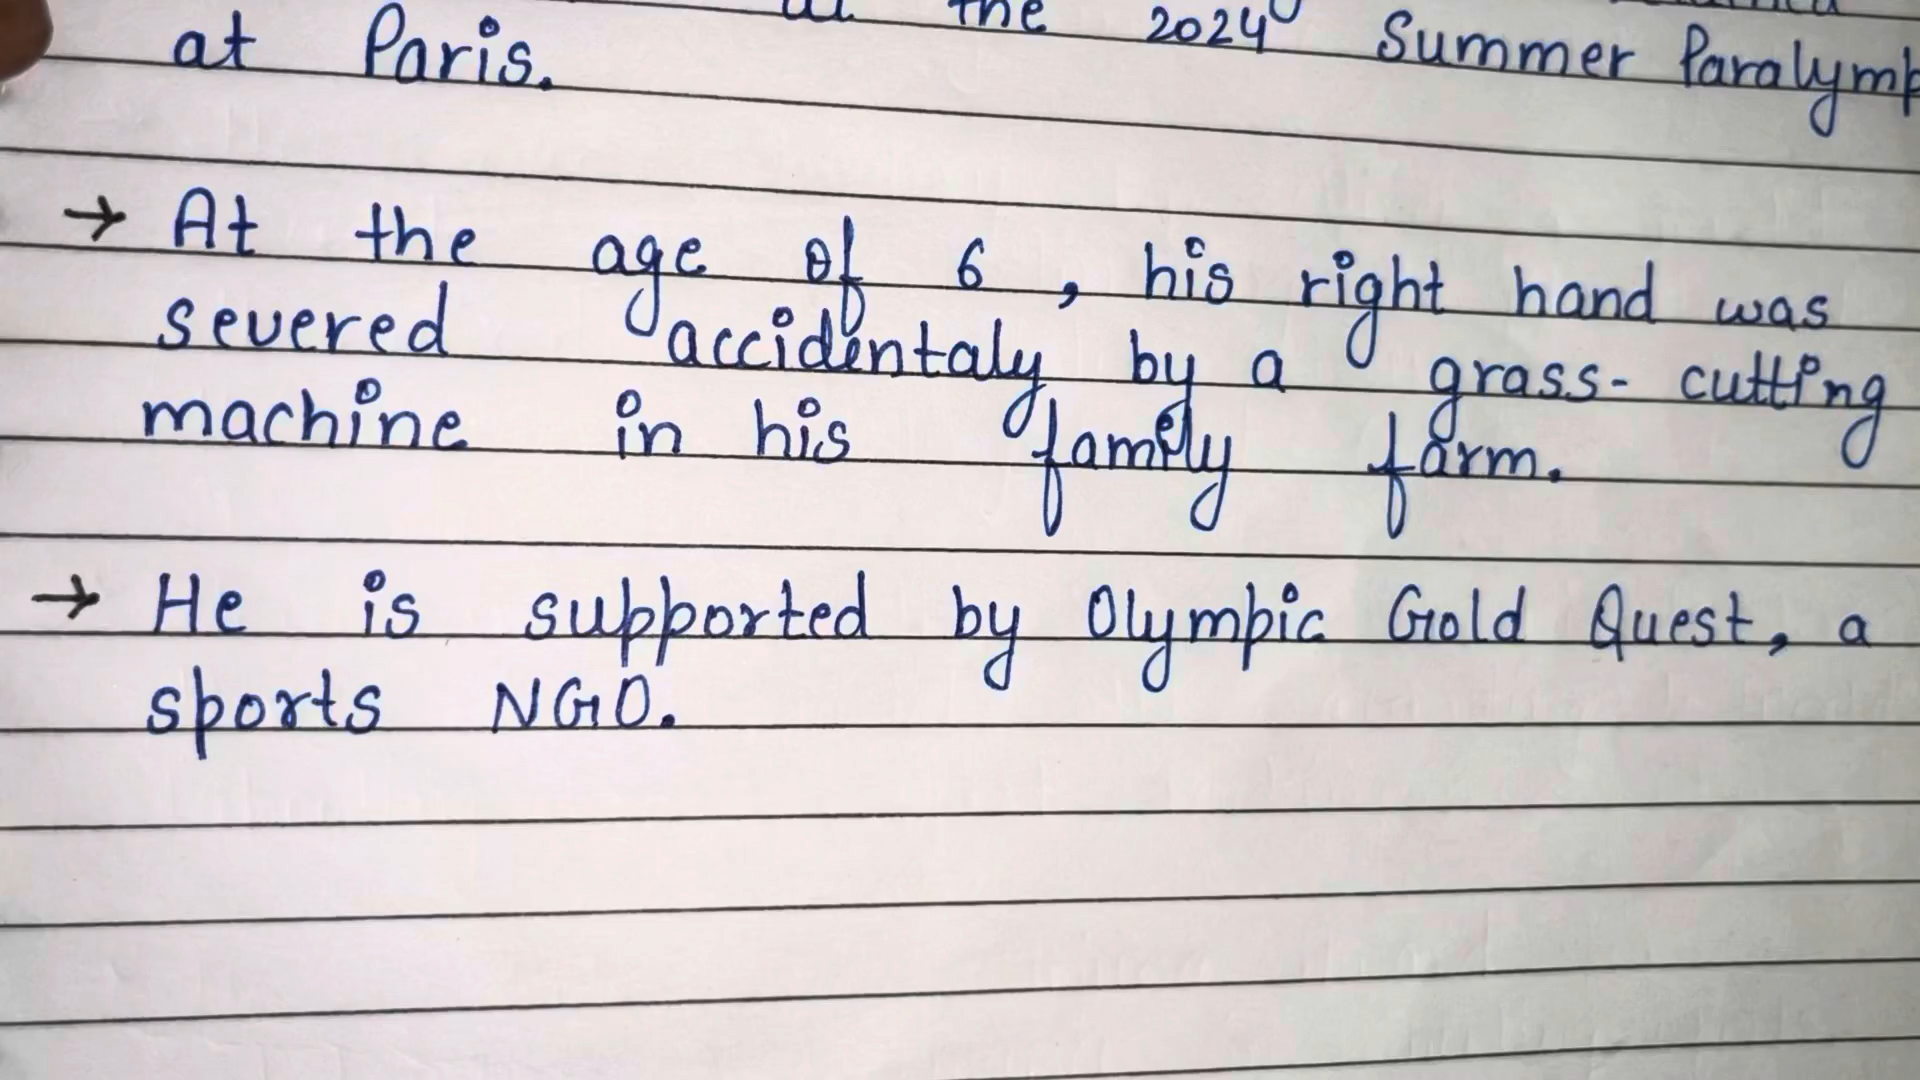 the 2024 Summer Paralymp
at Paris.
→ At the age of 6, his right hand was
severed accidentaly by a grass-cutting
machine in his family farm.
→ He is supported by Olympic Gold Quest, a
sports NGO.